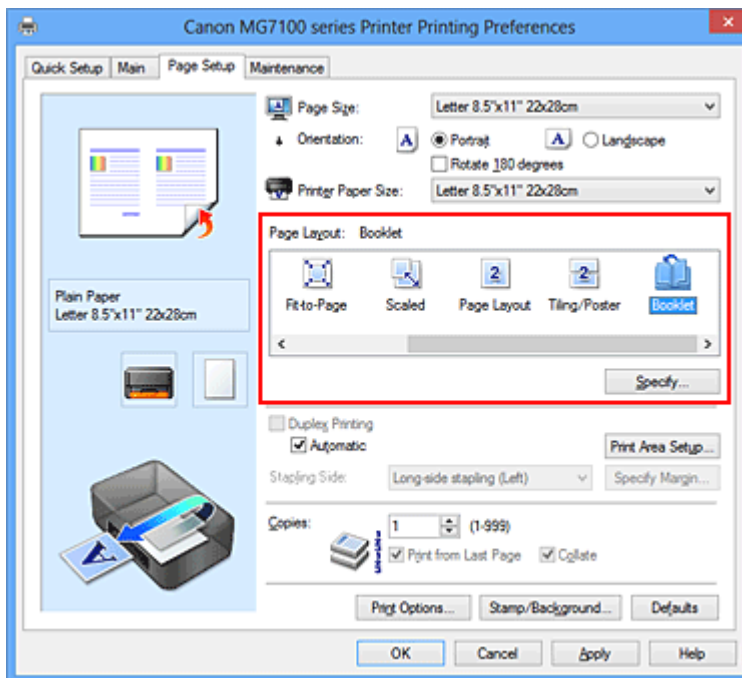 Canon MG7100 series Printer Printing Preferences
Quick Setup Main Page Setup Maintenance
Page Size: Letter 8.5"x11" 22x28cm
Orientation: A Portrait A Landscape
Rotate 180 degrees
Printer Paper Size: Letter 8.5"x11" 22x28cm
Page Layout: Booklet
2 2
Fit-to-Page Scaled Page Layout Tiling/Poster Booklet
Specify...
Plain Paper
Letter 8.5"x11" 22x28cm
Duplex Printing
Automatic
Print Area Setup...
Stapling Side: Long-side stapling (Left) Specify Margin...
Copies: 1 (1-999)
Print from Last Page Collate
A
Print Options... Stamp/Background... Defaults
OK Cancel Apply Help